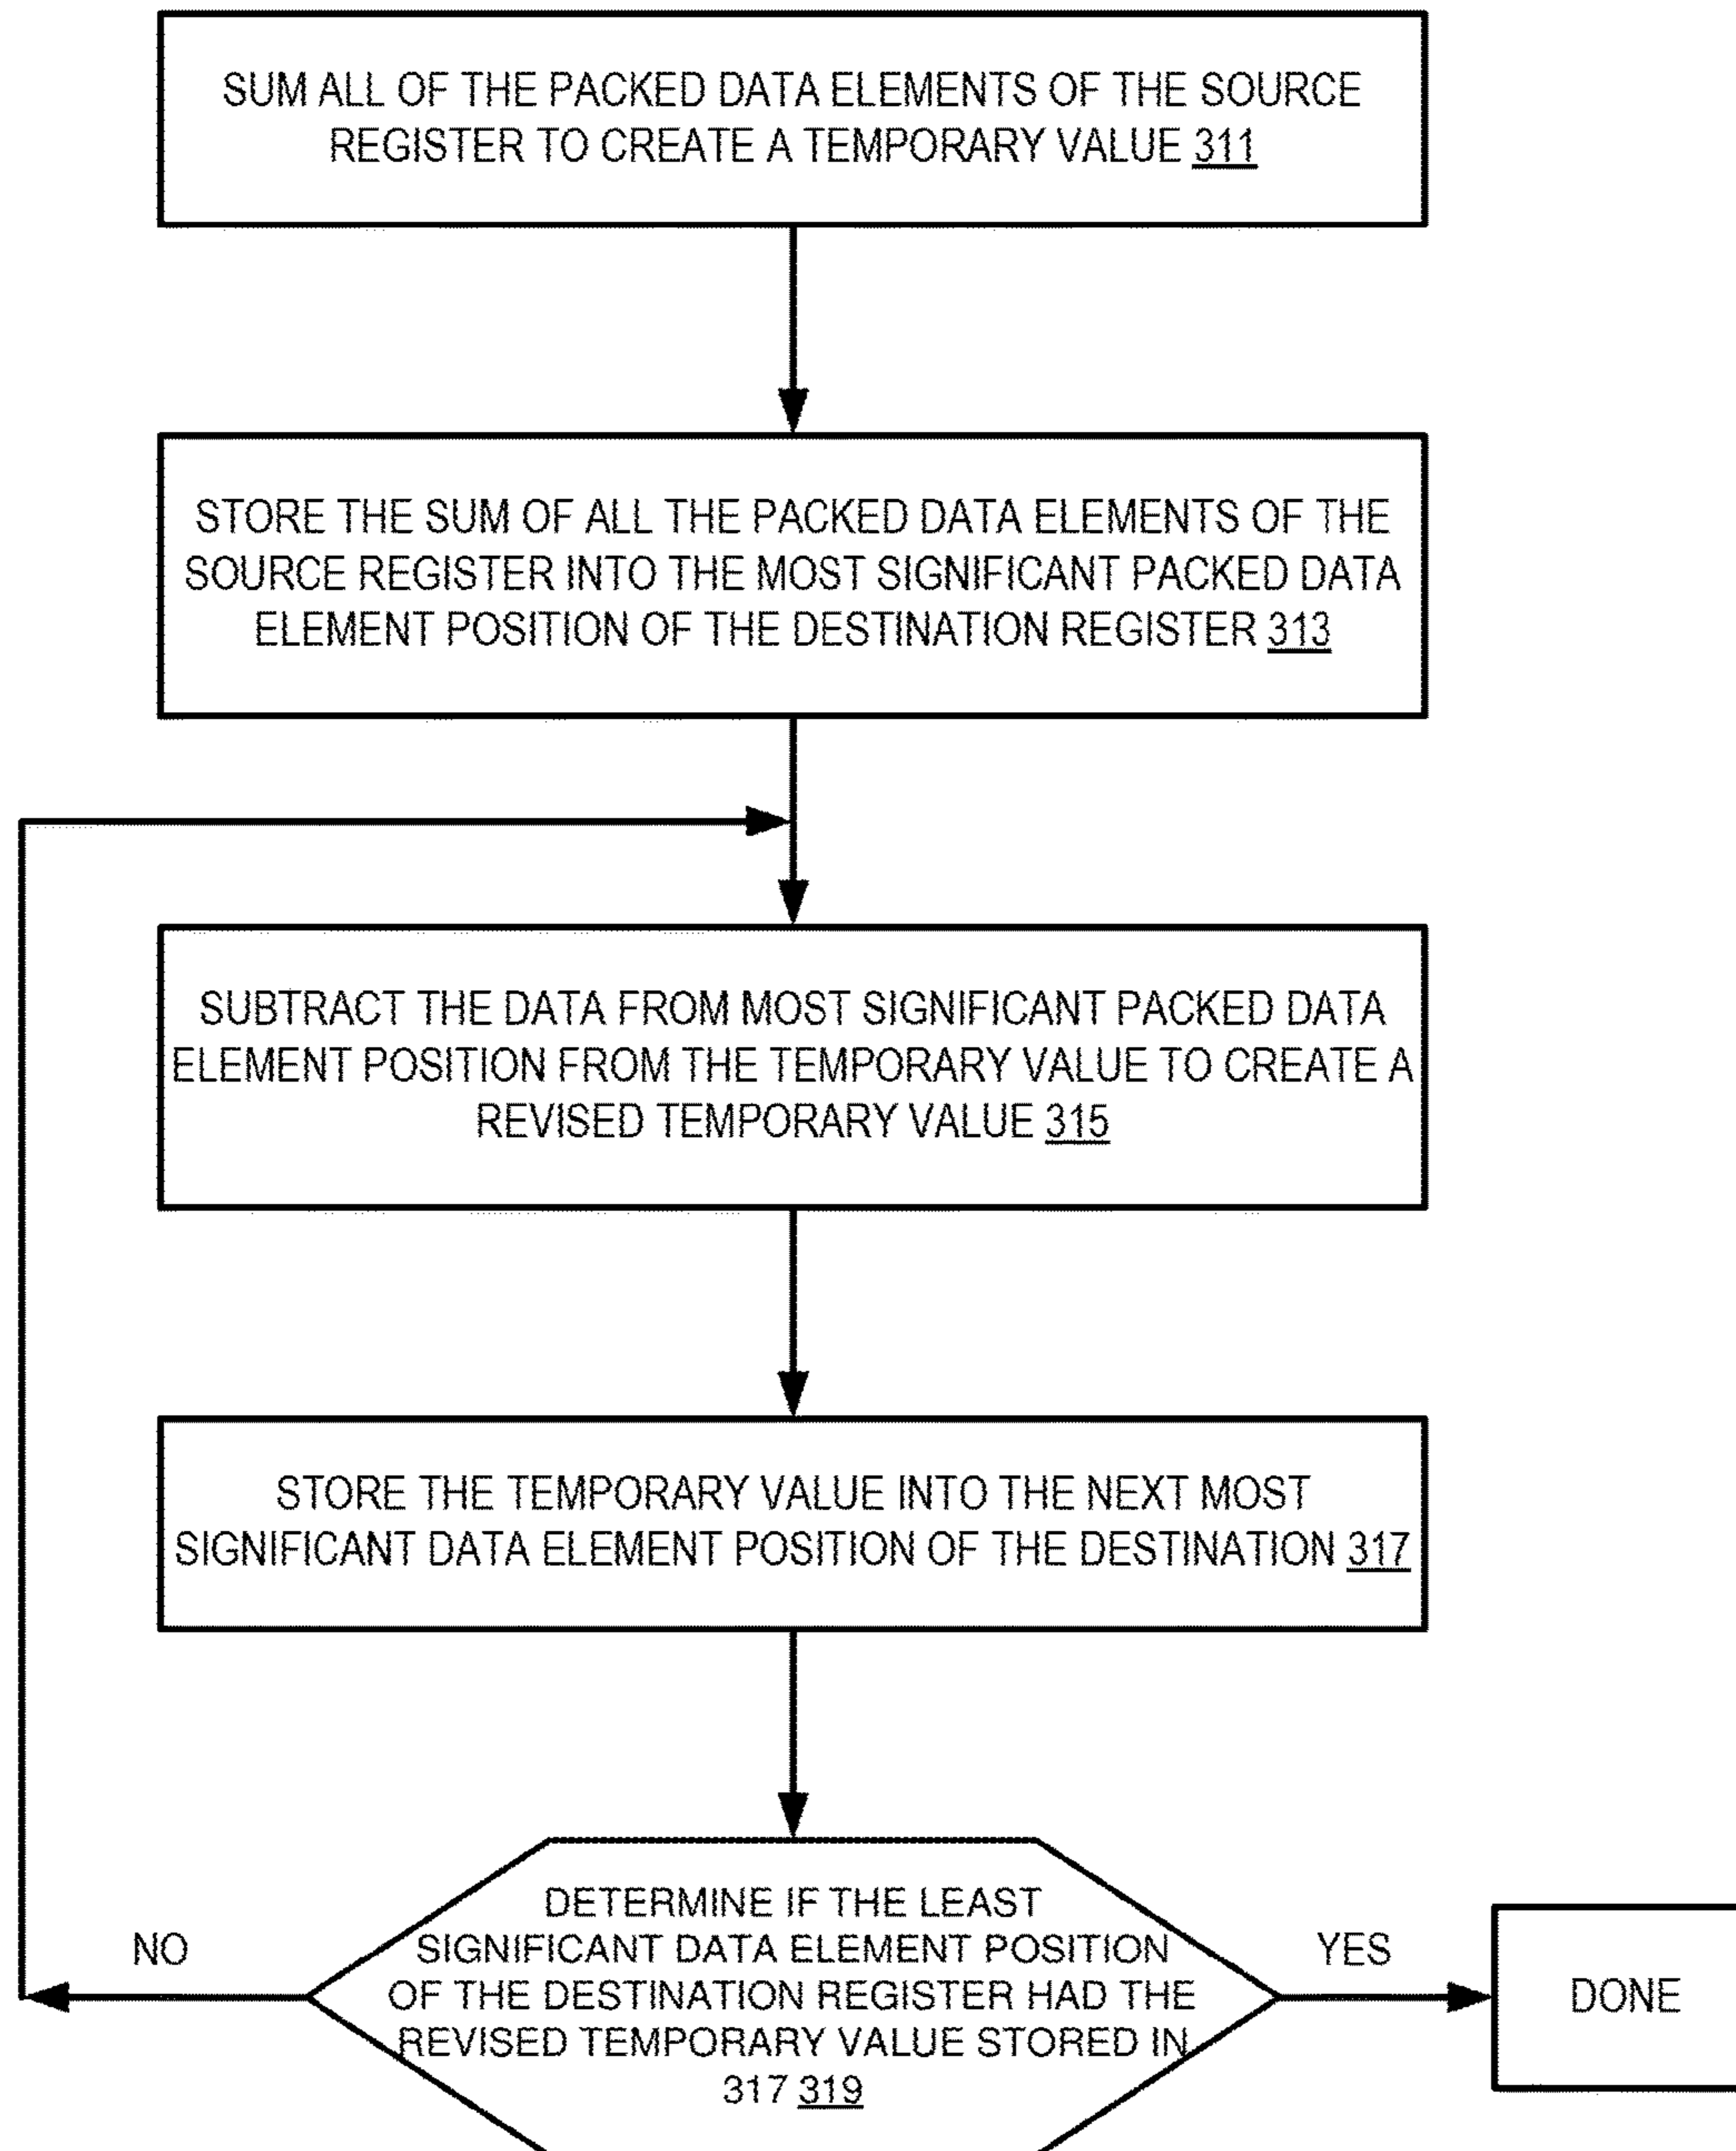 SUM ALL OF THE PACKED DATA ELEMENTS OF THE SOURCE
REGISTER TO CREATE A TEMPORARY VALUE 311
STORE THE SUM OF ALL THE PACKED DATA ELEMENTS OF THE
SOURCE REGISTER INTO THE MOST SIGNIFICANT PACKED DATA
ELEMENT POSITION OF THE DESTINATION REGISTER 313
SUBTRACT THE DATA FROM MOST SIGNIFICANT PACKED DATA
ELEMENT POSITION FROM THE TEMPORARY VALUE TO CREATE A
REVISED TEMPORARY VALUE 315
STORE THE TEMPORARY VALUE INTO THE NEXT MOST
SIGNIFICANT DATA ELEMENT POSITION OF THE DESTINATION 317
DETERMINE IF THE LEAST
SIGNIFICANT DATA ELEMENT POSITION
OF THE DESTINATION REGISTER HAD THE
REVISED TEMPORARY VALUE STORED IN
317 319
NO
YES
DONE